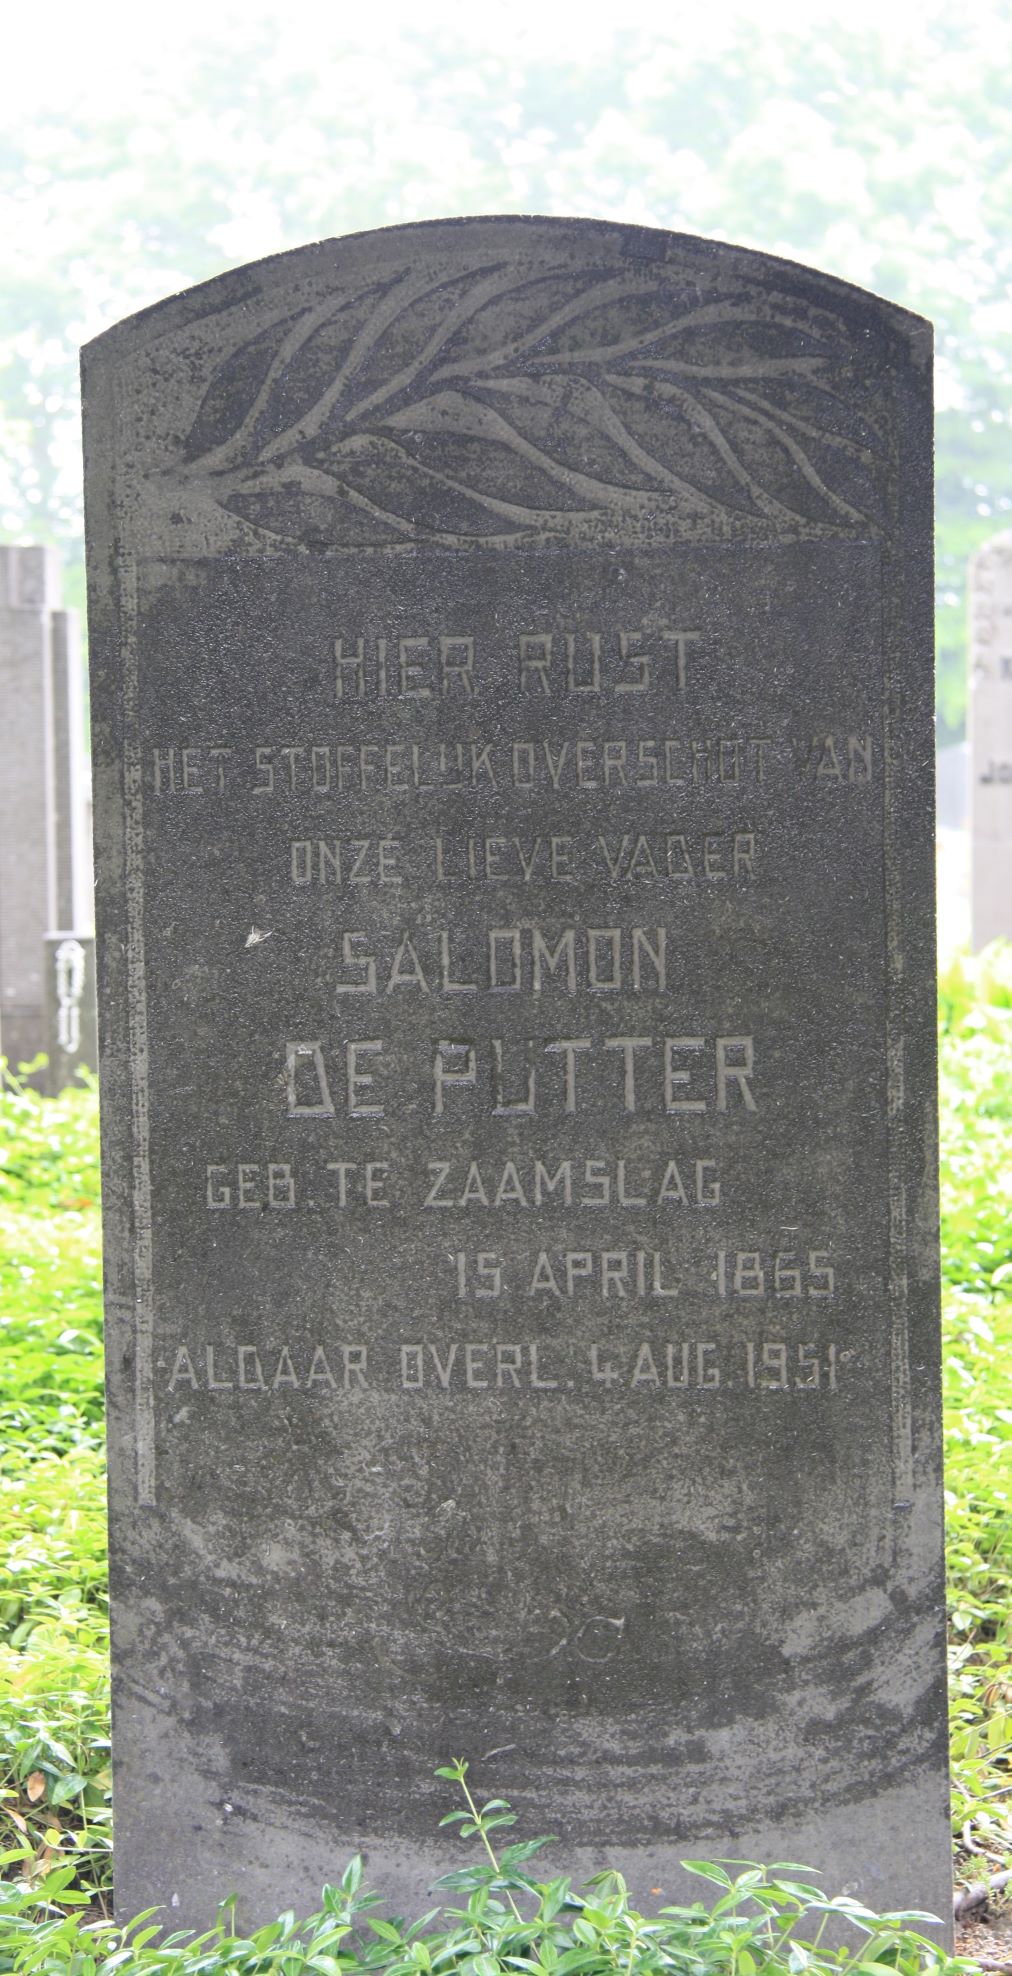 HIER RUST
HET STOFFELIJK OVERSCHOT VAN
ONZE LIEVE VADER
SALOMON
DE PUTTER
GEB. TE ZAAMSLAG
15 APRIL 1865
ALDAAR OVERL. 4 AUG. 1951